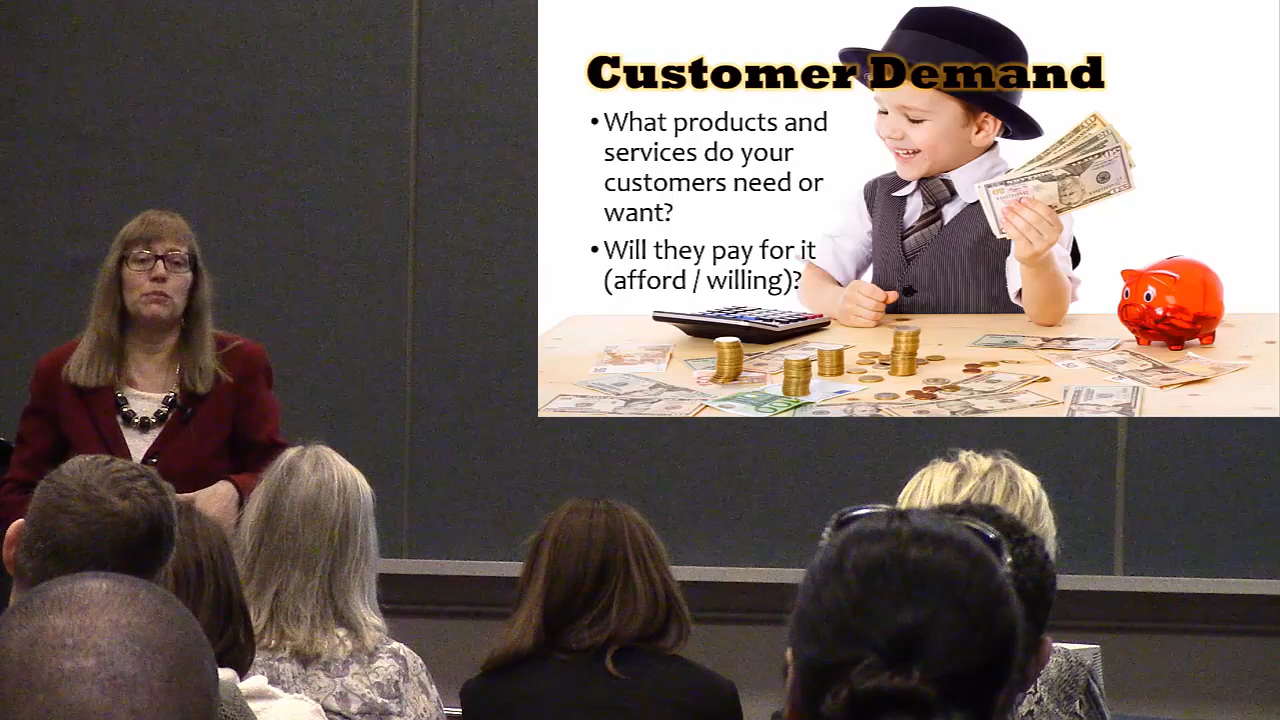 Customer Demand
• What products and
services do your
customers need or
want?
• Will they pay for it
(afford / willing)?